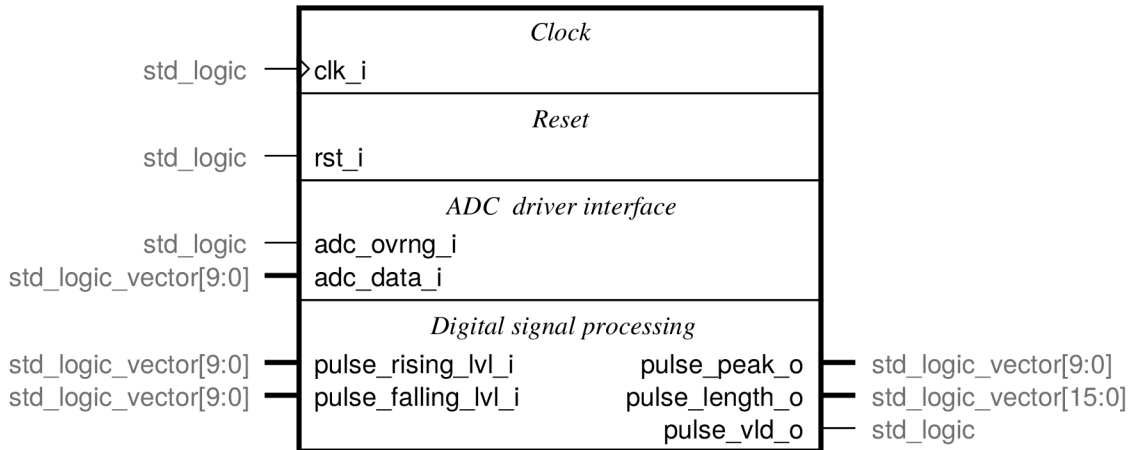 Clock
std_logic clk_i
Reset
std_logic rst_i
ADC driver interface
std_logic adc_ovrng_i
std_logic_vector[9:0] adc_data_i
Digital signal processing
std_logic_vector[9:0] pulse_rising_lvl_i pulse_peak_o std_logic_vector[9:0]
std_logic_vector[9:0] pulse_falling_lvl_i pulse_length_o std_logic_vector[15:0]
pulse_vld_o std_logic